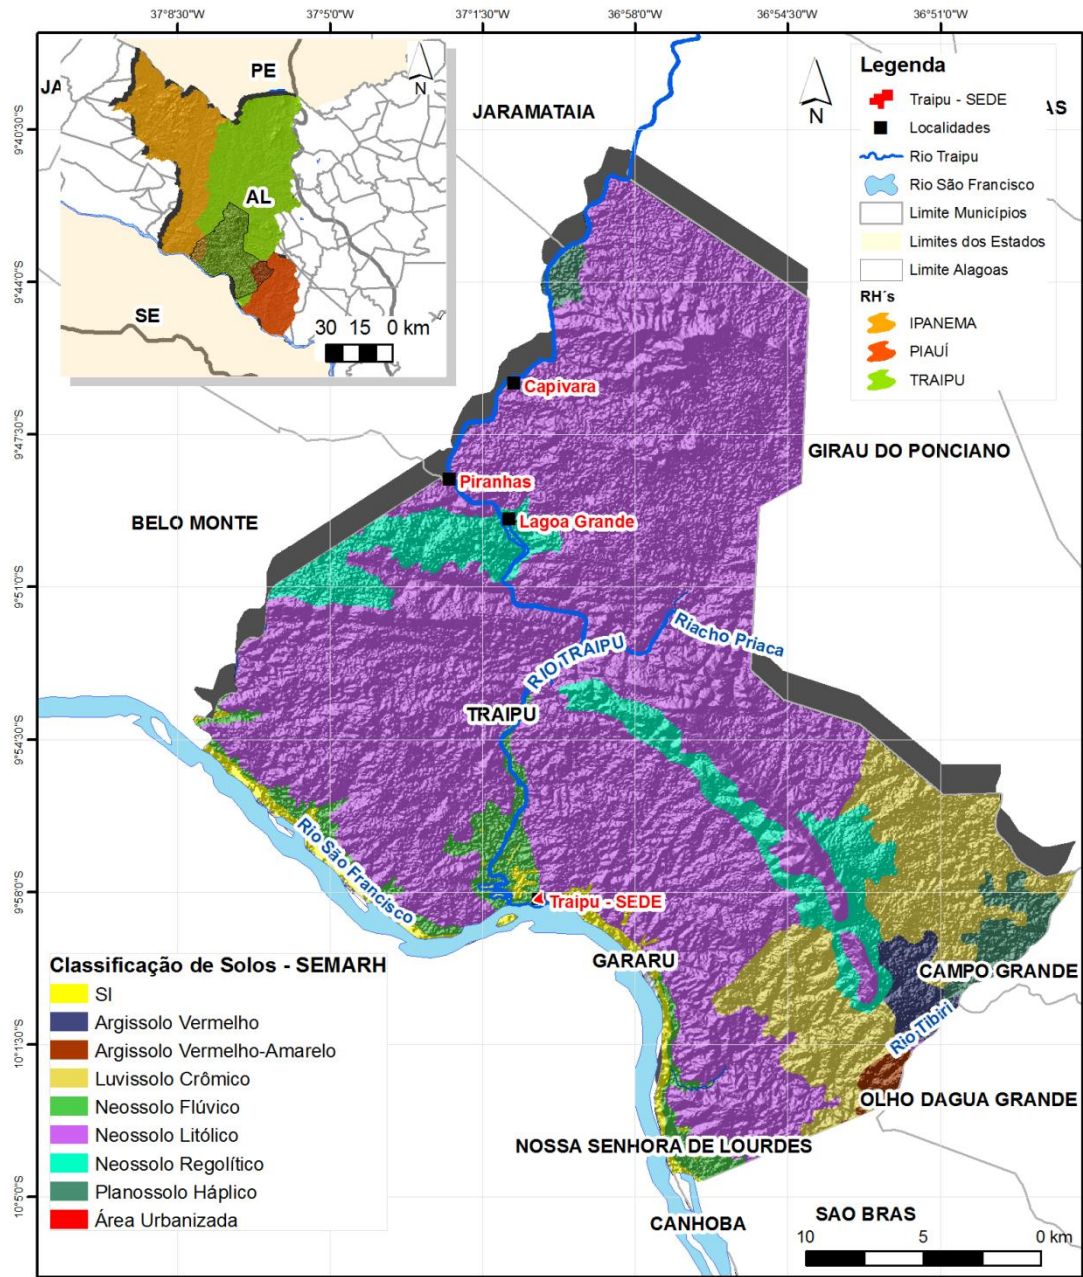 37°8'30"W
37°5'0"W
37°1'30"W
36°58'0"W
36°54'30"W
36°51'0"W
9°40'30"S
9°44'0"S
9°47'30"S
9°51'0"S
9°54'30"S
9°58'0"S
10°1'30"S
10°5'0"S
JA
PE
N
AL
SE
30 15 0 km
JARAMATAIA
N
AS
Legenda
Traipu - SEDE
Localidades
Rio Traipu
Rio São Francisco
Limite Municípios
Limites dos Estados
Limite Alagoas
RH´s
IPANEMA
PIAUÍ
TRAIPU
Capivara
GIRAU DO PONCIANO
Piranhas
BELO MONTE
Lagoa Grande
Riacho Priaca
RIO TRAIPU
TRAIPU
Rio São Francisco
Traipu - SEDE
GARARU
CAMPO GRANDE
Rio Tibiri
OLHO DAGUA GRANDE
NOSSA SENHORA DE LOURDES
CANHOBA
SAO BRAS
10 5 0 km
Classificação de Solos - SEMARH
SI
Argissolo Vermelho
Argissolo Vermelho-Amarelo
Luvissolo Crômico
Neossolo Flúvico
Neossolo Litólico
Neossolo Regolítico
Planossolo Háplico
Área Urbanizada